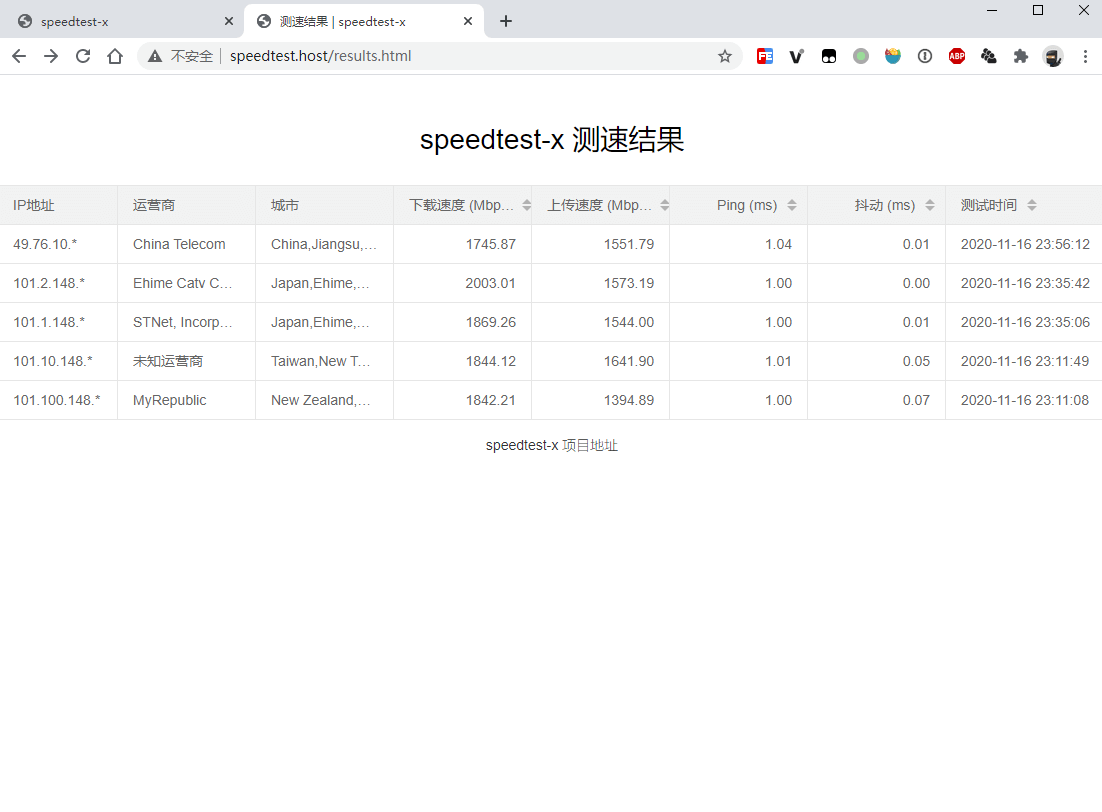 speedtest-x
测速结果 | speedtest-x
不安全 speedtest.host/results.html
speedtest-x 测速结果
IP地址 运营商 城市 下载速度 (Mbp… 上传速度 (Mbp… Ping (ms) 抖动 (ms) 测试时间
49.76.10.* China Telecom China,Jiangsu,… 1745.87 1551.79 1.04 0.01 2020-11-16 23:56:12
101.2.148.* Ehime Catv C… Japan,Ehime,… 2003.01 1573.19 1.00 0.00 2020-11-16 23:35:42
101.1.148.* STNet, Incorp… Japan,Ehime,… 1869.26 1544.00 1.00 0.01 2020-11-16 23:35:06
101.10.148.* 未知运营商 Taiwan,New T… 1844.12 1641.90 1.01 0.05 2020-11-16 23:11:49
101.100.148.* MyRepublic New Zealand,… 1842.21 1394.89 1.00 0.07 2020-11-16 23:11:08
speedtest-x 项目地址